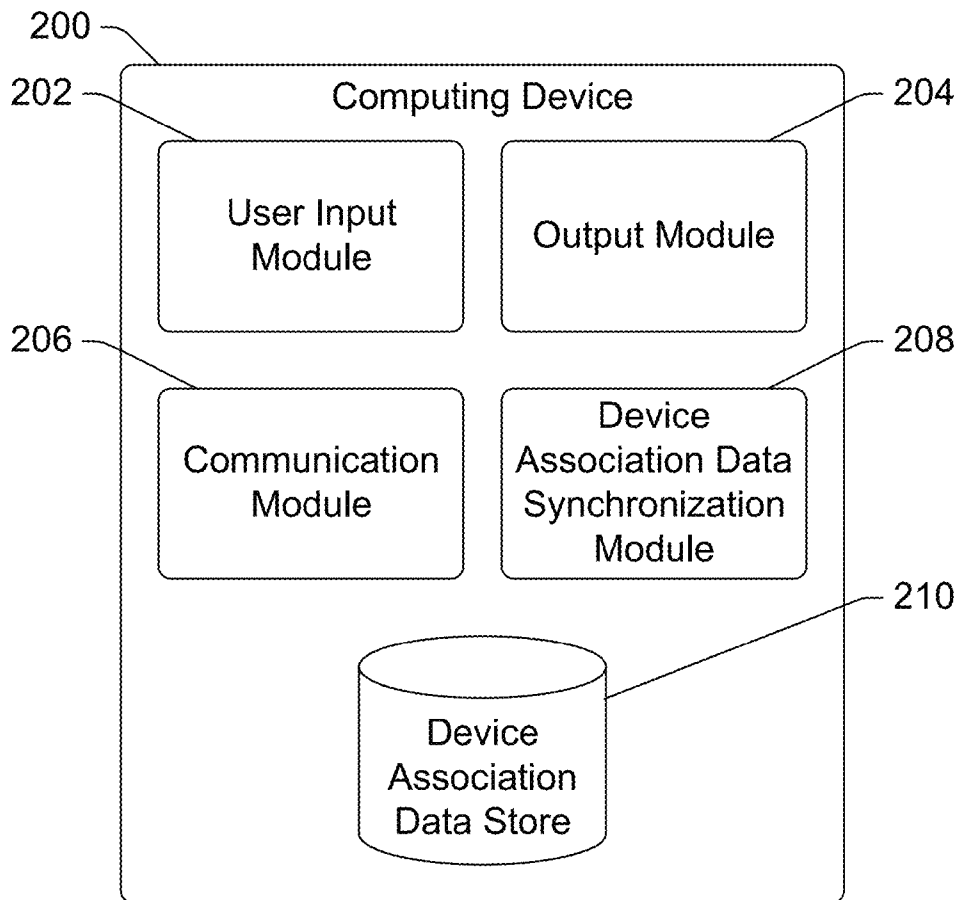 200
202
Computing Device
204
User Input
Module
Output Module
206
208
Communication
Module
Device
Association Data
Synchronization
Module
210
Device
Association
Data Store